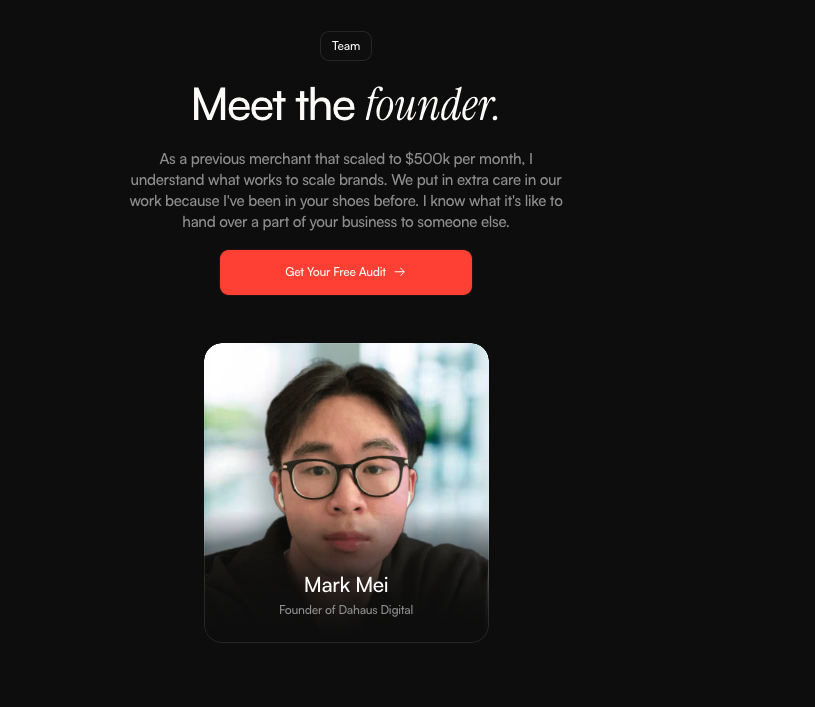 Team
Meet the founder.
As a previous merchant that scaled to $500k per month, I
understand what works to scale brands. We put in extra care in our
work because I've been in your shoes before. I know what it's like to
hand over a part of your business to someone else.
Get Your Free Audit →
Mark Mei
Founder of Dahaus Digital